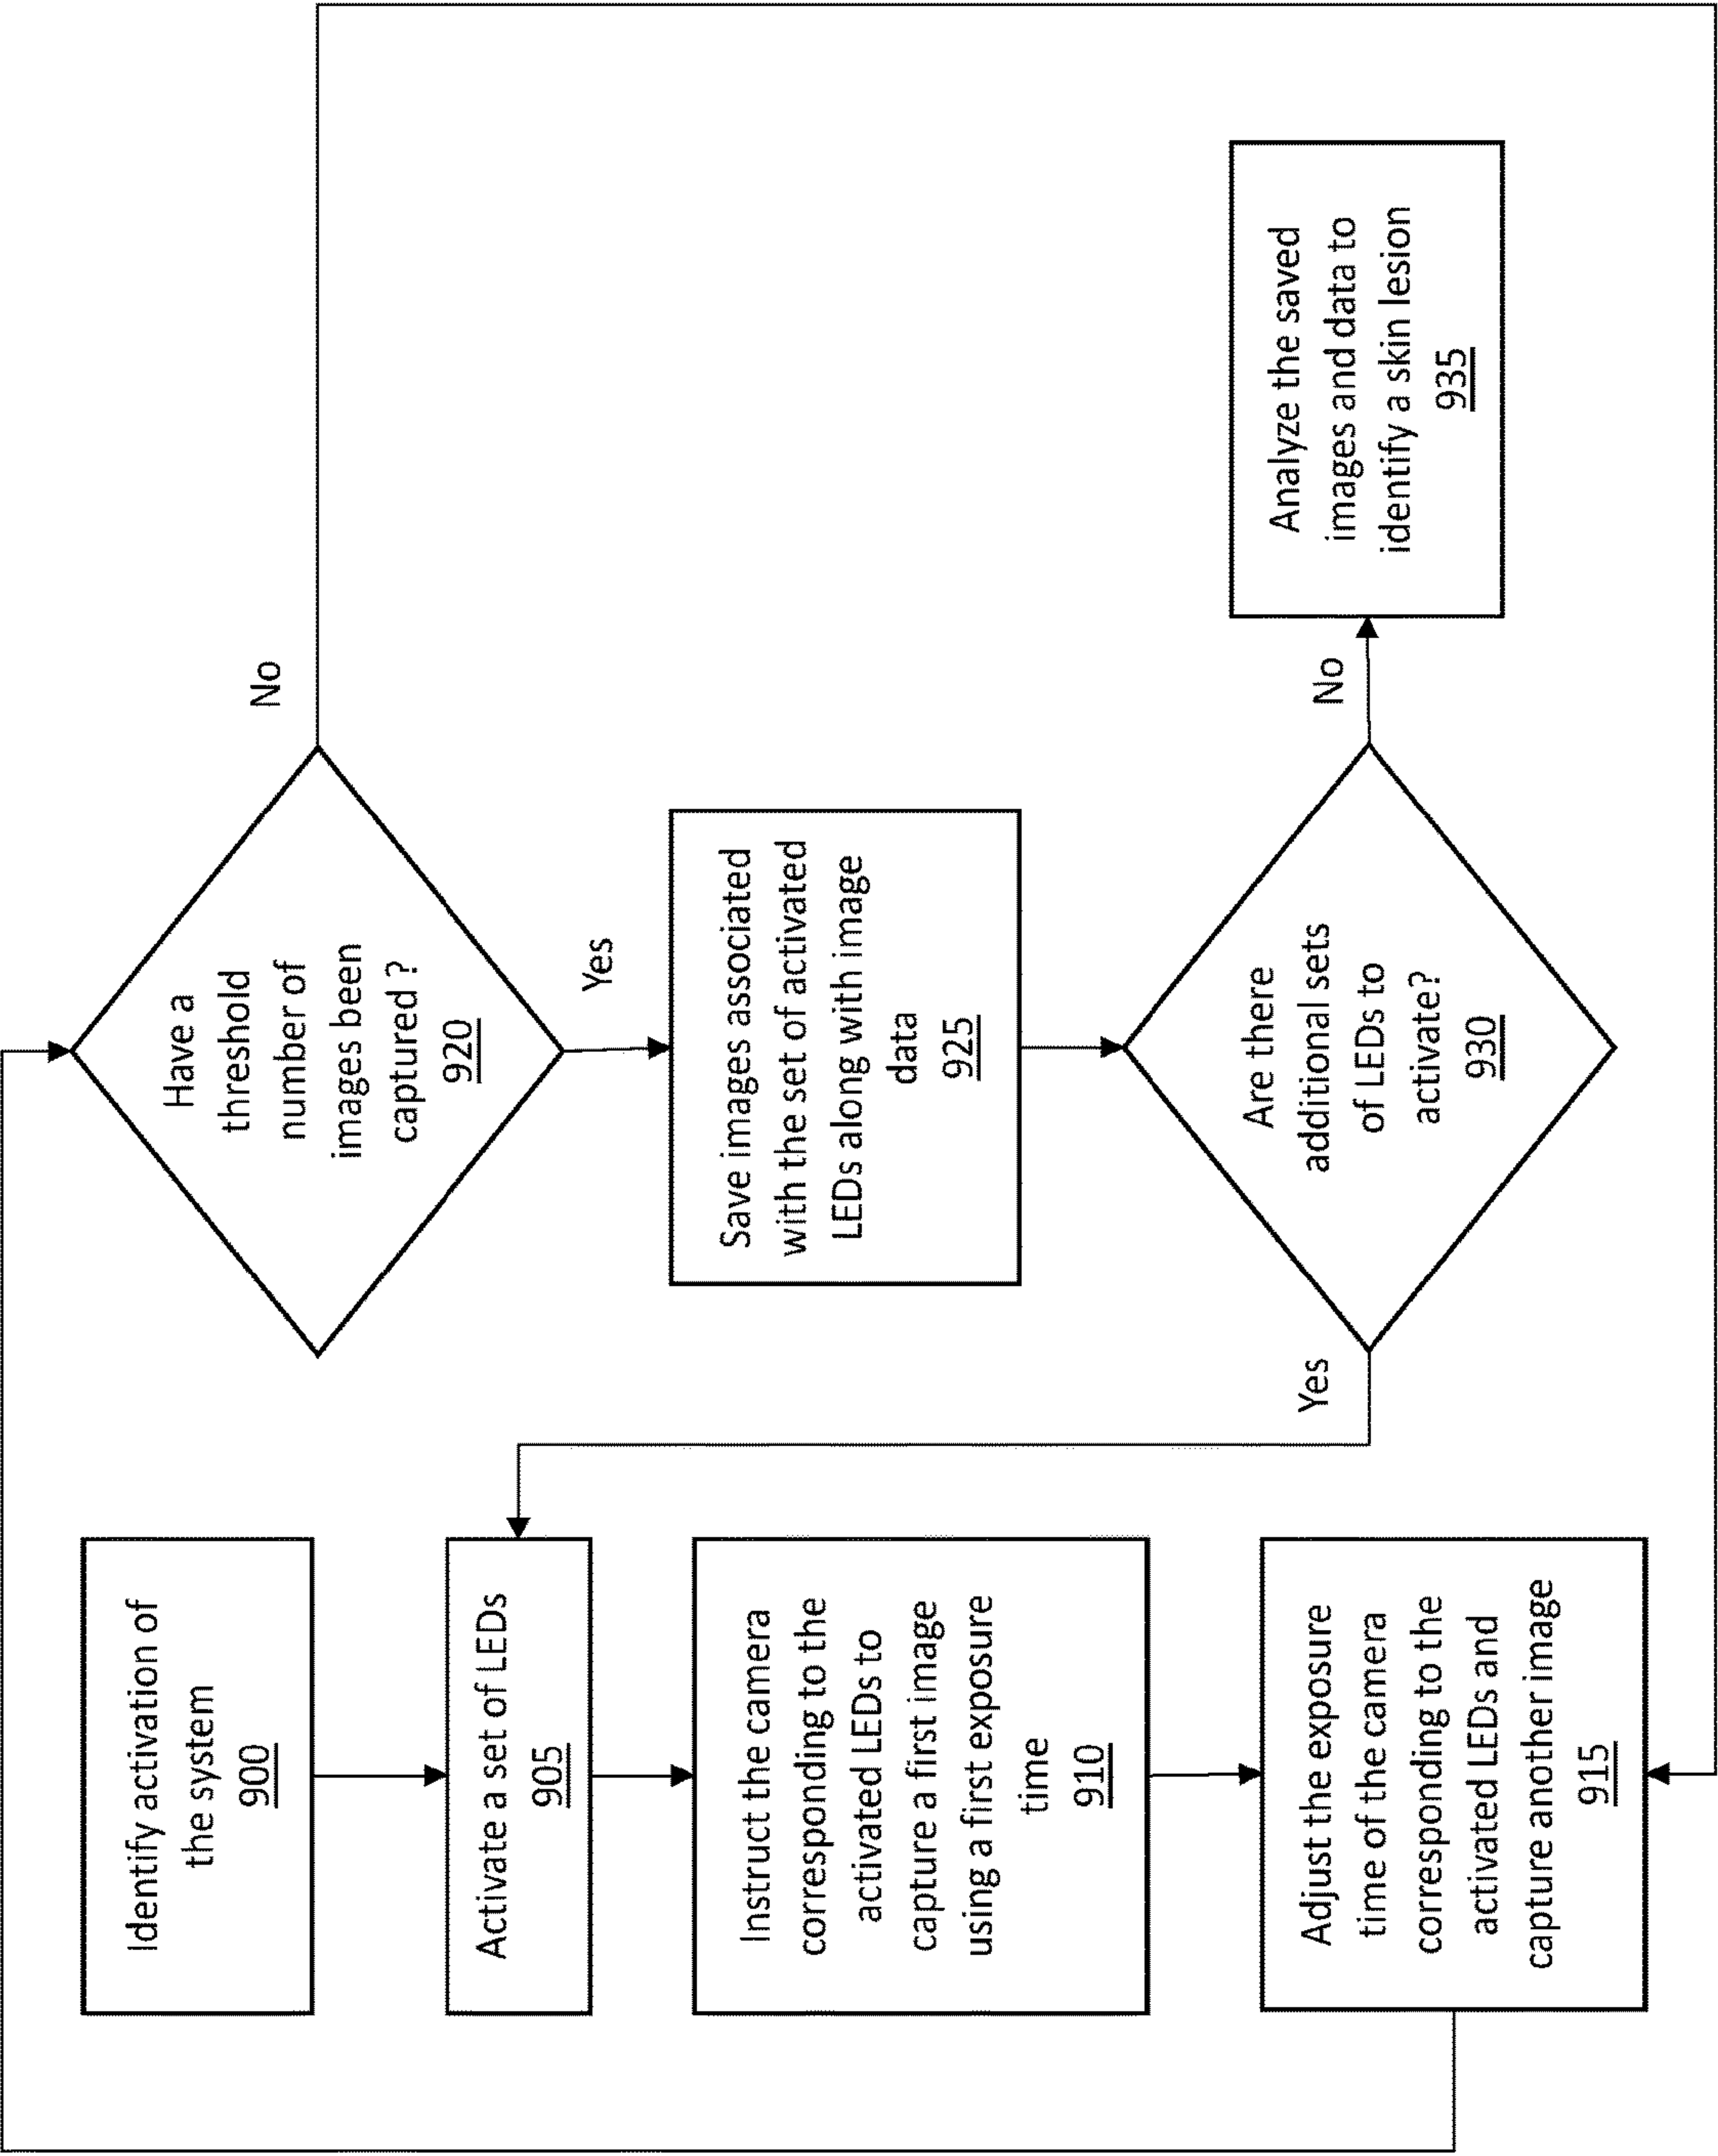 Identify activation of
the system
900
Activate a set of LEDs
905
Instruct the camera
corresponding to the
activated LEDs to
capture a first image
using a first exposure
time
910
Adjust the exposure
time of the camera
corresponding to the
activated LEDs and
capture another image
915
Have a
threshold
number of
images been
captured ?
920
No
Yes
Save images associated
with the set of activated
LEDs along with image
data
925
Are there
additional sets
of LEDs to
activate?
930
Yes
No
Analyze the saved
images and data to
identify a skin lesion
935